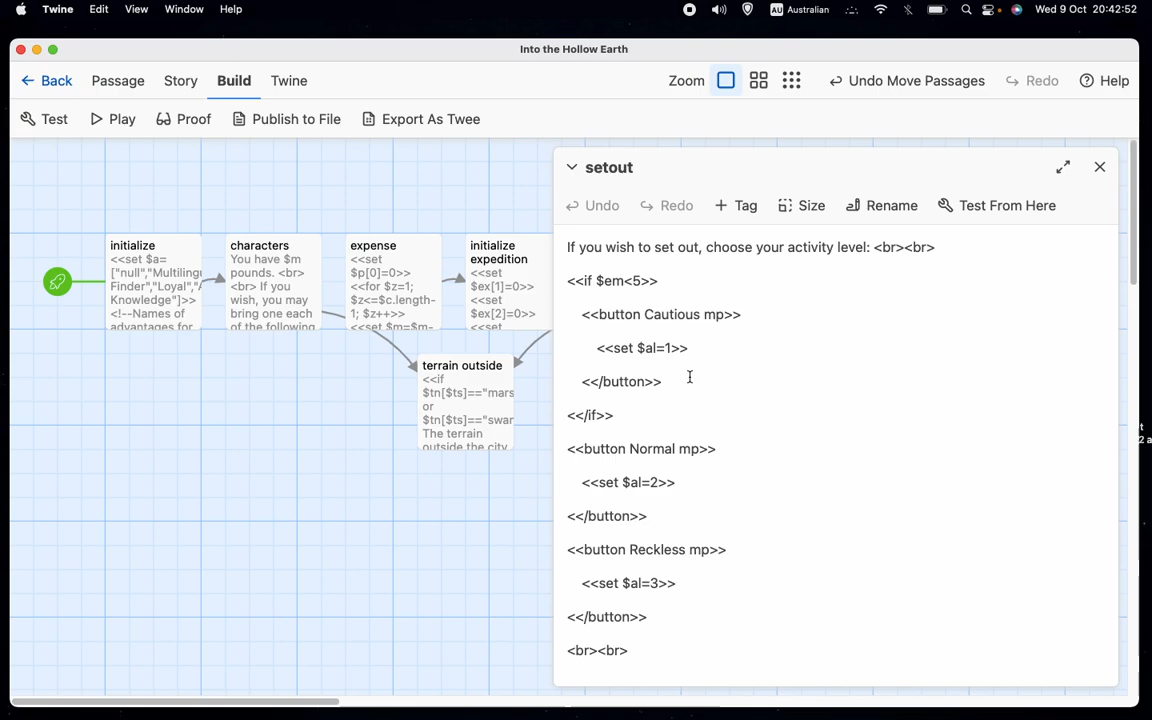 Twine Edit View Window Help AU Australian Wed 9 Oct 20:42:52
Into the Hollow Earth
Back Passage Story Build Twine Zoom Undo Move Passages Redo Help
Test Play Proof Publish to File Export As Twee
setout
Undo Redo + Tag Size Rename Test From Here
If you wish to set out, choose your activity level: <br><br>
<<if $em<5>>
<<button Cautious mp>>
<<set $al=1>>
<</button>>
<</if>>
<<button Normal mp>>
<<set $al=2>>
<</button>>
<<button Reckless mp>>
<<set $al=3>>
<</button>>
<br><br>
initialize
<<set $a=
["null","Multilingu
Finder","Loyal","A
Knowledge"]>>
<!--Names of
advantages for
characters
You have $m
pounds. <br>
<br> If you
wish, you may
bring one each
of the following
expense
<<set
$p[0]=0>>
<<for $z=1;
$z<=$c.length-
1; $z++>>
<<set $m=$m-
initialize
expedition
<<set
$ex[1]=0>>
<<set
$ex[2]=0>>
<<set
terrain outside
<<if
$tn[$ts]=="mars
or
$tn[$ts]=="swar
The terrain
outside the city